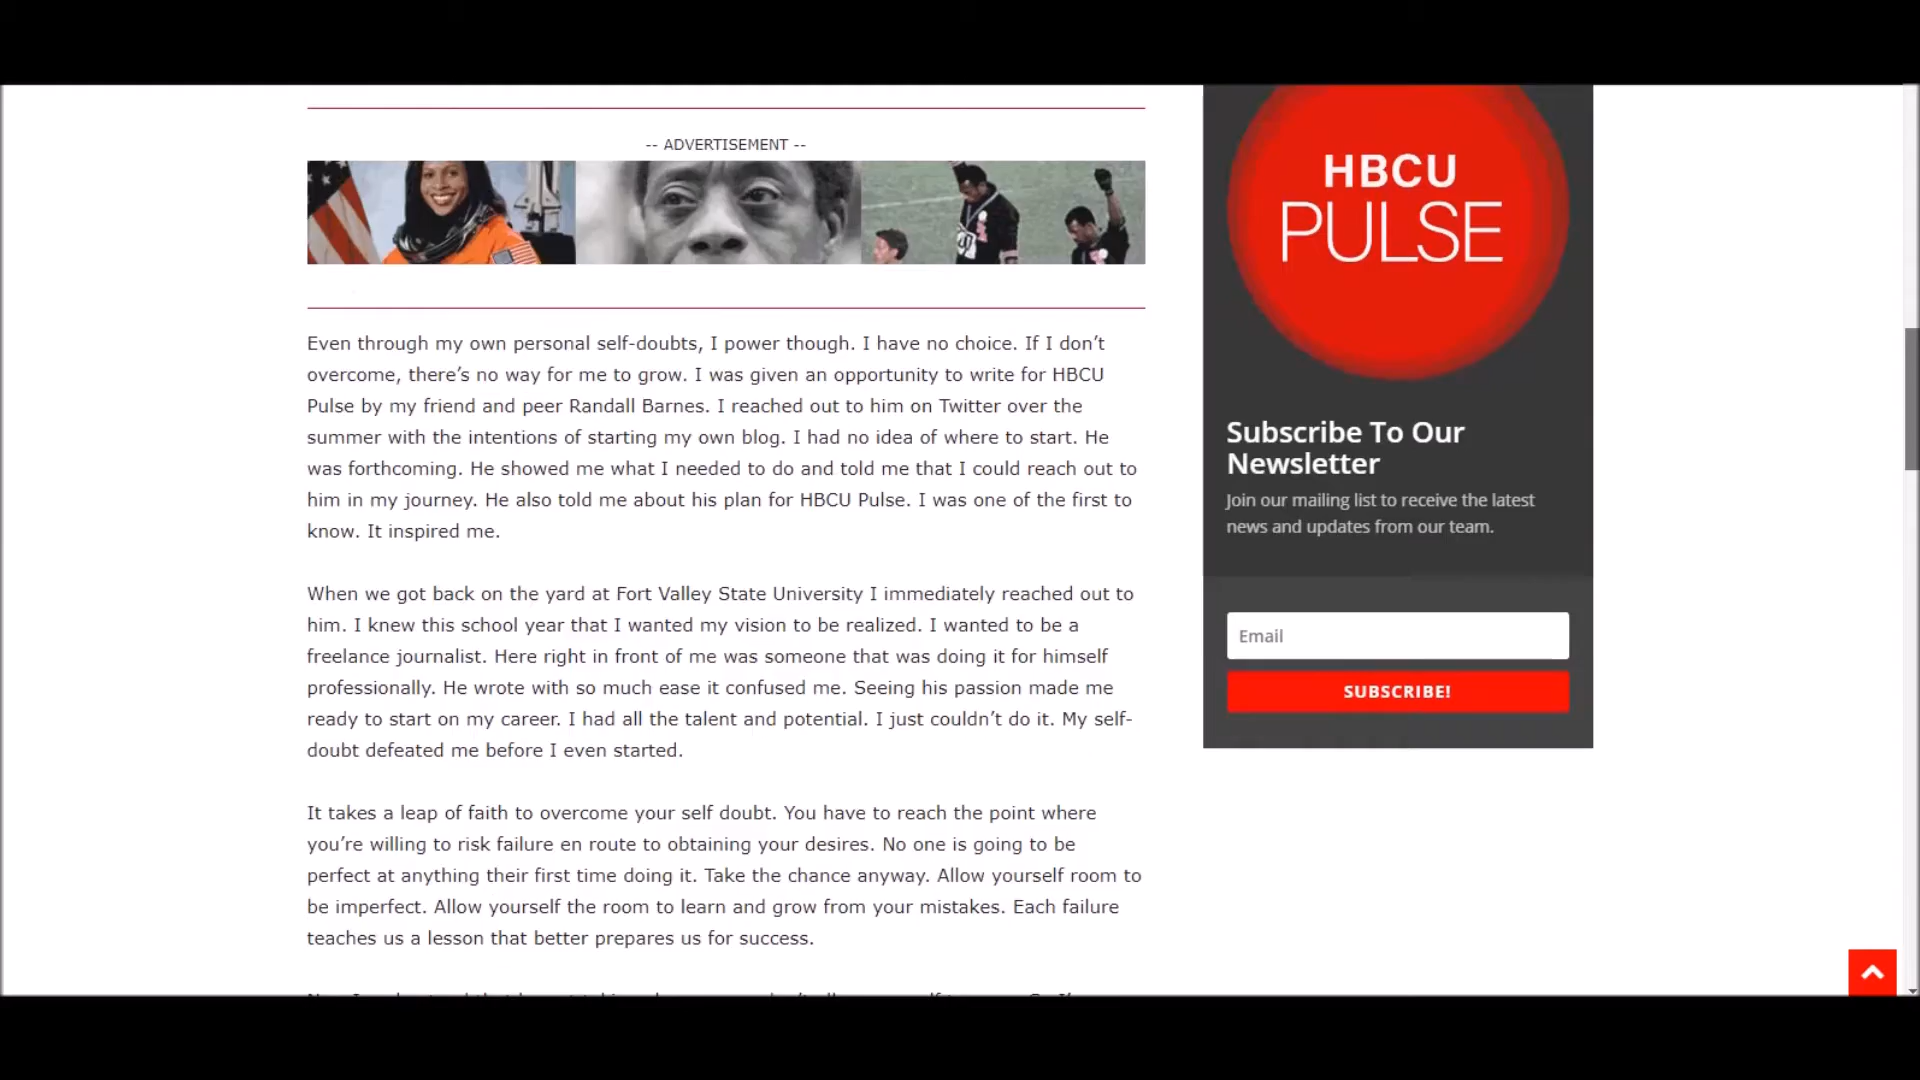 -- ADVERTISEMENT --
Even through my own personal self-doubts, I power though. I have no choice. If I don’t
overcome, there’s no way for me to grow. I was given an opportunity to write for HBCU
Pulse by my friend and peer Randall Barnes. I reached out to him on Twitter over the
summer with the intentions of starting my own blog. I had no idea of where to start. He
was forthcoming. He showed me what I needed to do and told me that I could reach out to
him in my journey. He also told me about his plan for HBCU Pulse. I was one of the first to
know. It inspired me.
When we got back on the yard at Fort Valley State University I immediately reached out to
him. I knew this school year that I wanted my vision to be realized. I wanted to be a
freelance journalist. Here right in front of me was someone that was doing it for himself
professionally. He wrote with so much ease it confused me. Seeing his passion made me
ready to start on my career. I had all the talent and potential. I just couldn’t do it. My self-
doubt defeated me before I even started.
It takes a leap of faith to overcome your self doubt. You have to reach the point where
you’re willing to risk failure en route to obtaining your desires. No one is going to be
perfect at anything their first time doing it. Take the chance anyway. Allow yourself room to
be imperfect. Allow yourself the room to learn and grow from your mistakes. Each failure
teaches us a lesson that better prepares us for success.
HBCU
PULSE
Subscribe To Our
Newsletter
Join our mailing list to receive the latest
news and updates from our team.
Email
SUBSCRIBE!